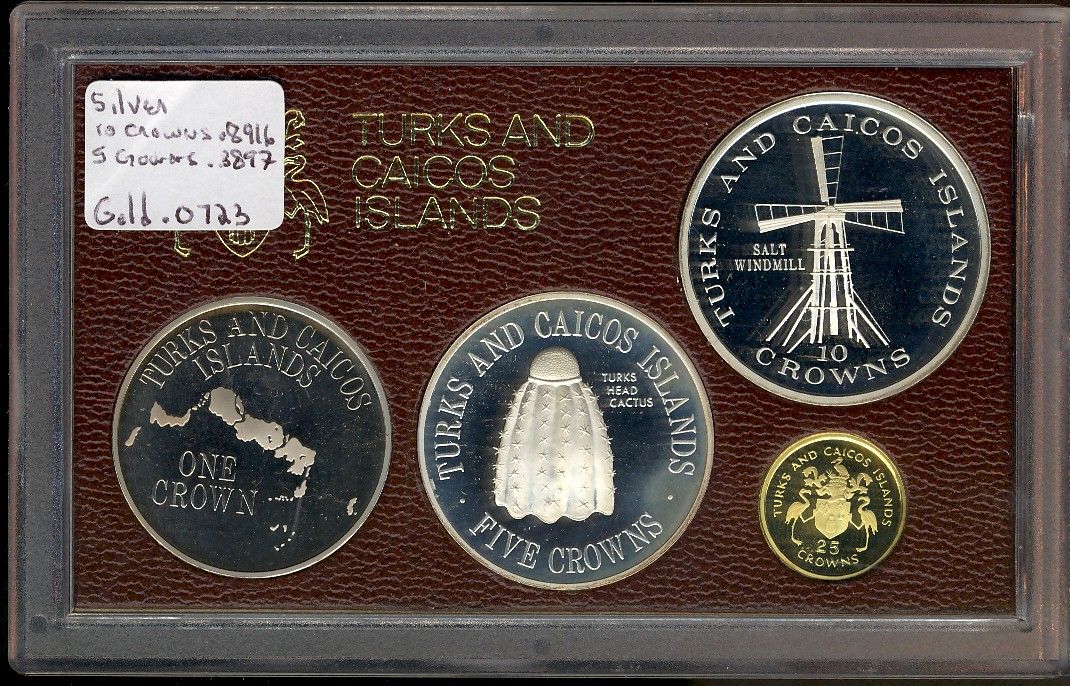 Silver
10 Crowns .8916
5 Crowns .3897
Gold .0723
TURKS AND
CAICOS
ISLANDS
TURKS AND CAICOS ISLANDS
SALT
WINDMILL
10
CROWNS
TURKS AND CAICOS
ISLANDS
ONE
CROWN
TURKS AND CAICOS ISLANDS
TURKS
HEAD
CACTUS
FIVE CROWNS
TURKS AND CAICOS ISLANDS
25
CROWNS